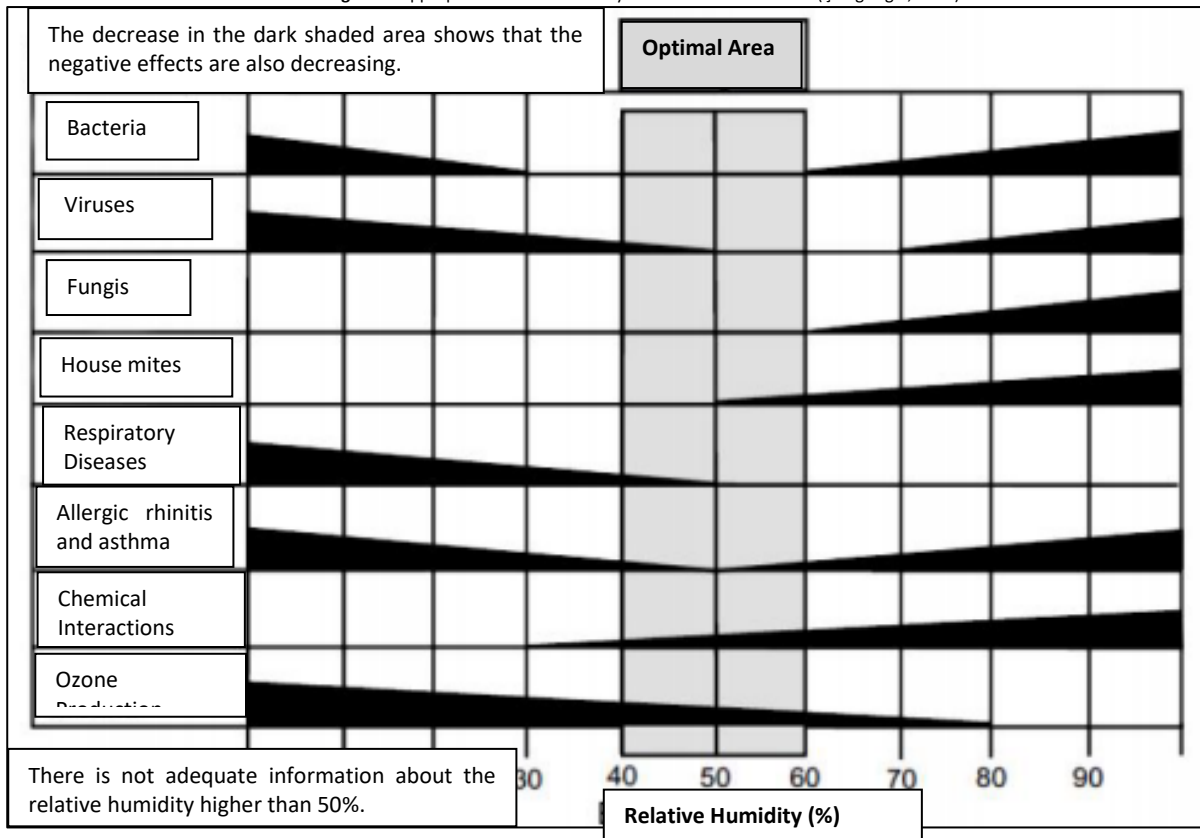 The decrease in the dark shaded area shows that the
negative effects are also decreasing.
Optimal Area
Bacteria
Viruses
Fungis
House mites
Respiratory
Diseases
Allergic rhinitis
and asthma
Chemical
Interactions
Ozone
30 40 50 60 70 80 90
There is not adequate information about the
relative humidity higher than 50%.
Relative Humidity (%)